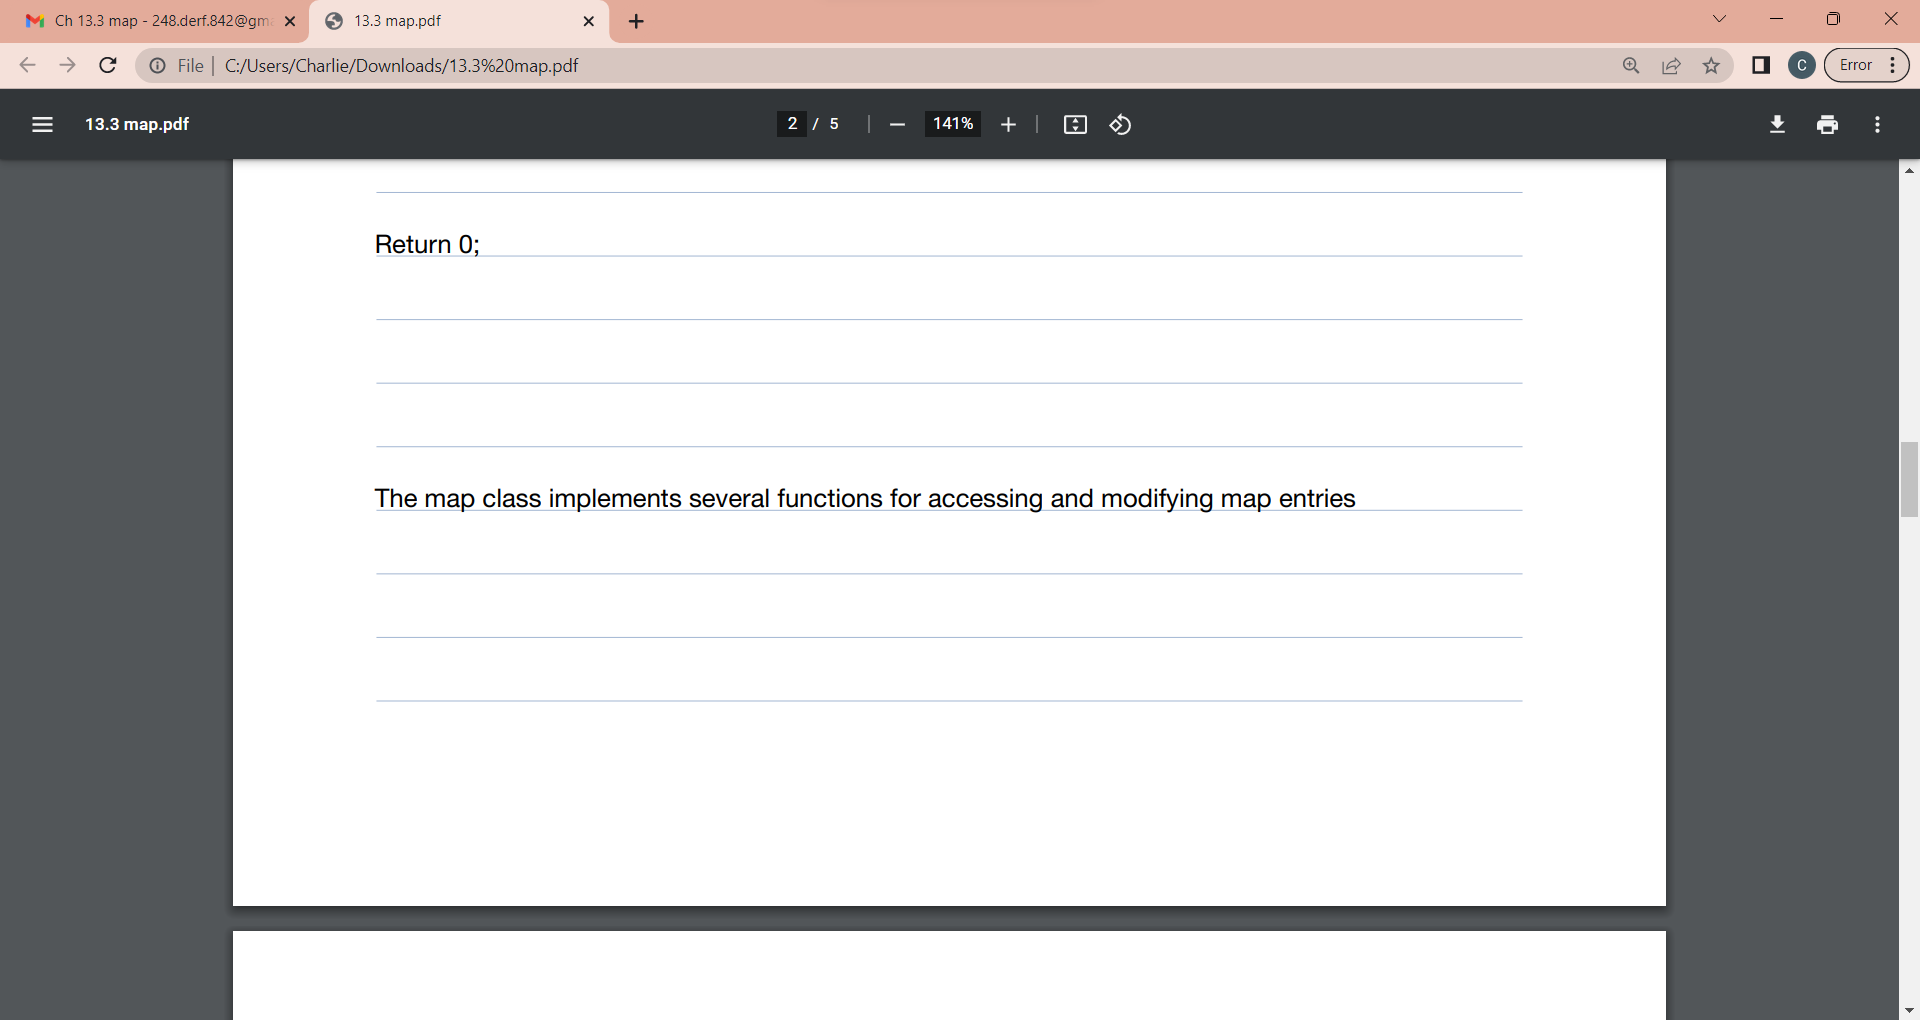 Ch 13.3 map - 248.derf.842@gm
13.3 map.pdf
File
C:/Users/Charlie/Downloads/13.3%20map.pdf
C
Error
13.3 map.pdf
2 / 5
141%
Return 0;
The map class implements several functions for accessing and modifying map entries